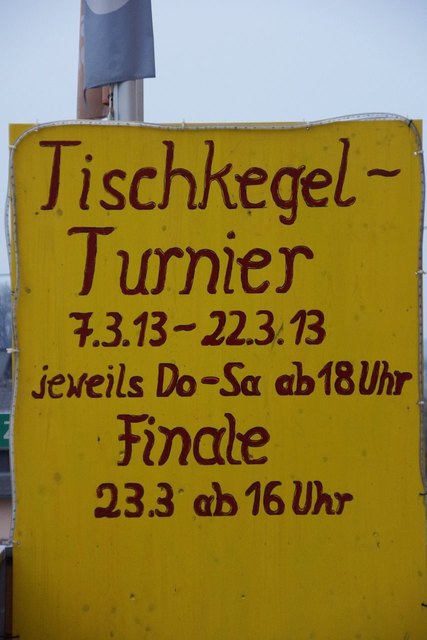 Tischkegel-
Turnier
7.3.13-22.3.13
jeweils Do-Sa ab 18 Uhr
Finale
23.3 ab 16 Uhr